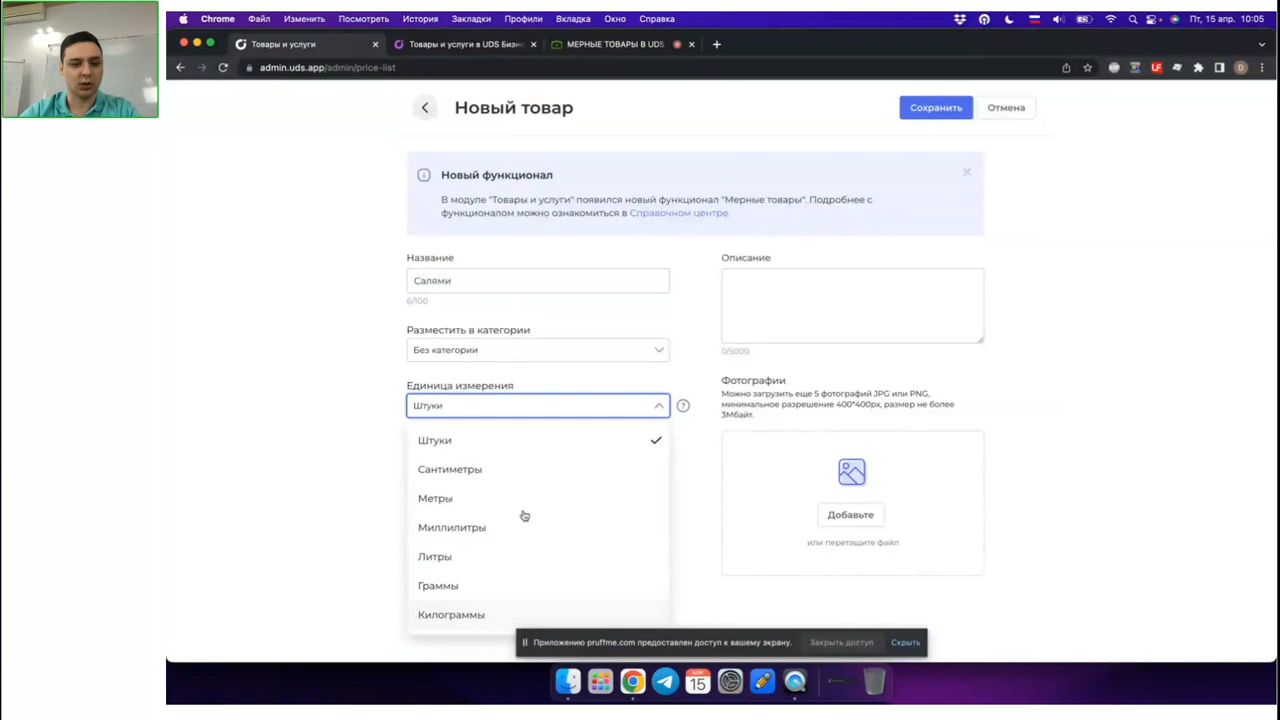 Chrome Файл Изменить Посмотреть История Закладки Профили Вкладка Окно Справка Пт, 15 апр. 10:05
Товары и услуги
Товары и услуги в UDS Бизн
МЕРНЫЕ ТОВАРЫ В UDS
admin.uds.app/admin/price-list
Новый товар
Сохранить
Отмена
Новый функционал
В модуле "Товары и услуги" появился новый функционал "Мерные товары". Подробнее с
функционалом можно ознакомиться в Справочном центре.
Название
Салями
6/100
Разместить в категории
Без категории
Единица измерения
Штуки
Штуки
Сантиметры
Метры
Миллилитры
Литры
Граммы
Килограммы
Описание
0/5000
Фотографии
Можно загрузить еще 5 фотографий JPG или PNG,
минимальное разрешение 400*400px, размер не более
3Мбайт.
Добавьте
или перетащите файл
Приложению pruffme.com предоставлен доступ к вашему экрану. Закрыть доступ Скрыть
АПР.
15